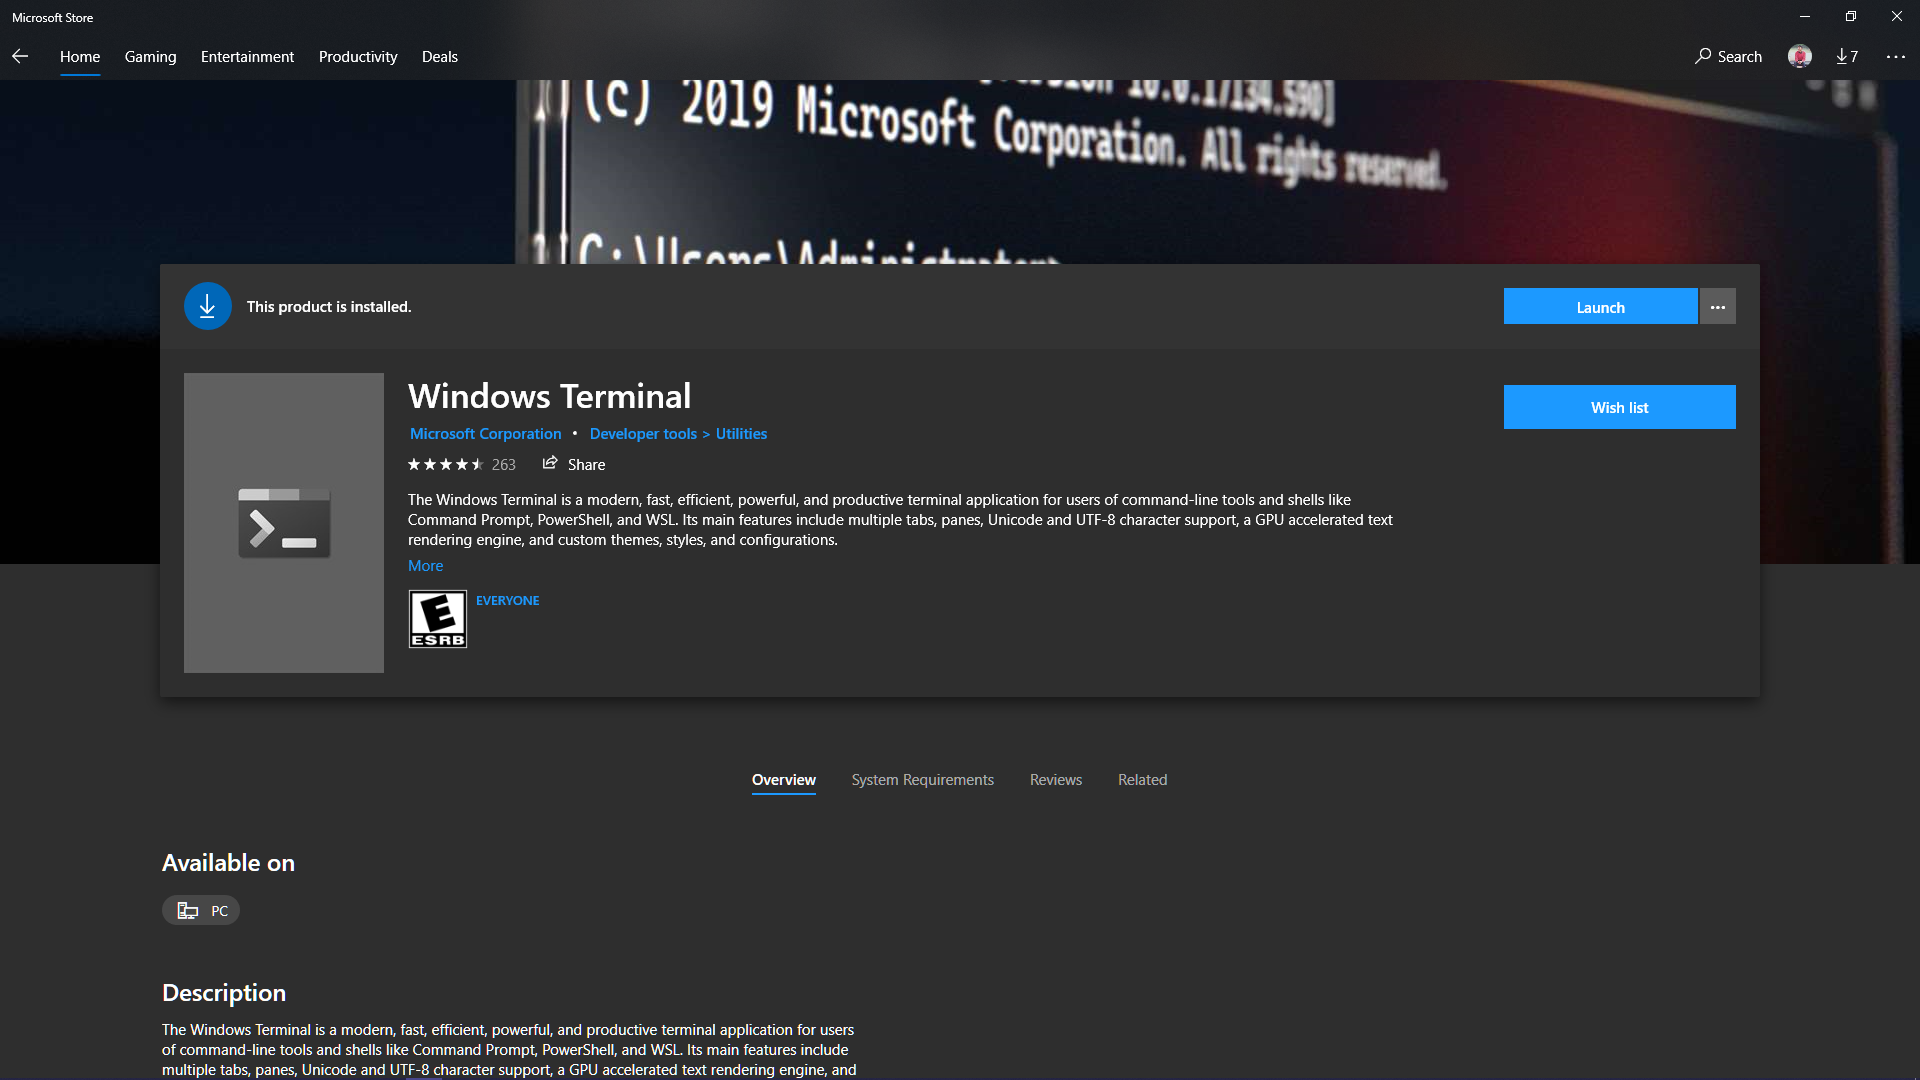 Microsoft Store
Home Gaming Entertainment Productivity Deals
Search
7
Version 10.0.17134.590]
(c) 2019 Microsoft Corporation. All rights reserved.
C:\Users\Administrator>
This product is installed.
Launch
Windows Terminal
Wish list
Microsoft Corporation • Developer tools > Utilities
263 Share
The Windows Terminal is a modern, fast, efficient, powerful, and productive terminal application for users of command-line tools and shells like
Command Prompt, PowerShell, and WSL. Its main features include multiple tabs, panes, Unicode and UTF-8 character support, a GPU accelerated text
rendering engine, and custom themes, styles, and configurations.
More
E
ESRB
EVERYONE
Overview System Requirements Reviews Related
Available on
PC
Description
The Windows Terminal is a modern, fast, efficient, powerful, and productive terminal application for users
of command-line tools and shells like Command Prompt, PowerShell, and WSL. Its main features include
multiple tabs, panes, Unicode and UTF-8 character support, a GPU accelerated text rendering engine, and